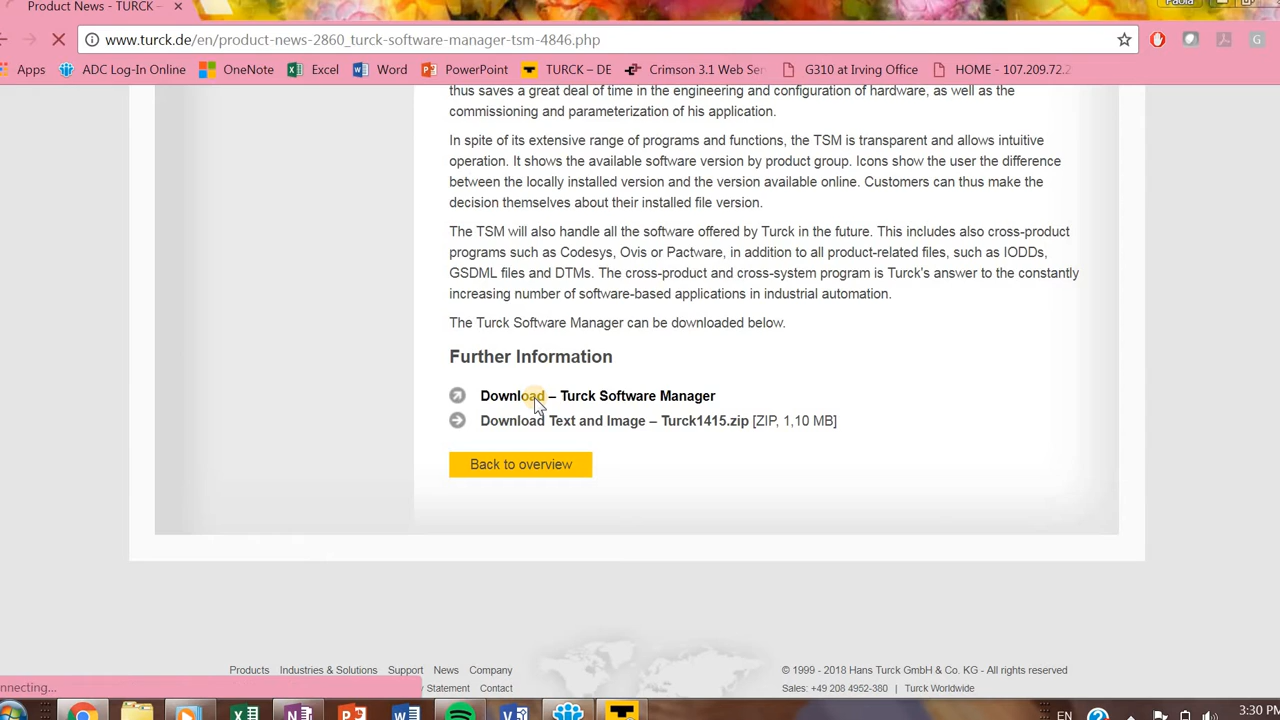 Product News - TURCK –
Paola
www.turck.de/en/product-news-2860_turck-software-manager-tsm-4846.php
Apps ADC Log-In Online OneNote Excel Word PowerPoint TURCK – DE Crimson 3.1 Web Ser G310 at Irving Office HOME - 107.209.72.2
thus saves a great deal of time in the engineering and configuration of hardware, as well as the
commissioning and parameterization of his application.
In spite of its extensive range of programs and functions, the TSM is transparent and allows intuitive
operation. It shows the available software version by product group. Icons show the user the difference
between the locally installed version and the version available online. Customers can thus make the
decision themselves about their installed file version.
The TSM will also handle all the software offered by Turck in the future. This includes also cross-product
programs such as Codesys, Ovis or Pactware, in addition to all product-related files, such as IODDs,
GSDML files and DTMs. The cross-product and cross-system program is Turck's answer to the constantly
increasing number of software-based applications in industrial automation.
The Turck Software Manager can be downloaded below.
Further Information
Download – Turck Software Manager
Download Text and Image – Turck1415.zip [ZIP, 1,10 MB]
Back to overview
Products Industries & Solutions Support News Company
© 1999 - 2018 Hans Turck GmbH & Co. KG - All rights reserved
nnecting... Statement Contact
Sales: +49 208 4952-380 | Turck Worldwide
EN 3:30 PM